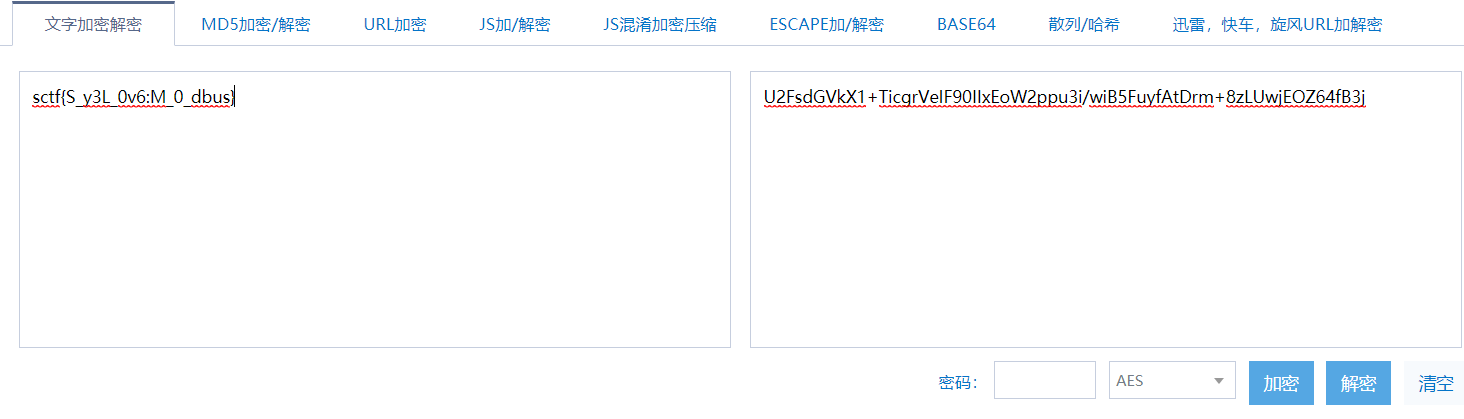 文字加密解密 MD5加密/解密 URL加密 JS加/解密 JS混淆加密压缩 ESCAPE加/解密 BASE64 散列/哈希 迅雷，快车，旋风URL加解密
sctf{S_y3L_0v6:M_0_dbus} U2FsdGVkX1+TicgrVeIF90IIxEoW2ppu3i/wiB5FuyfAtDrm+8zLUwjEOZ64fB3j
密码： AES 加密 解密 清空